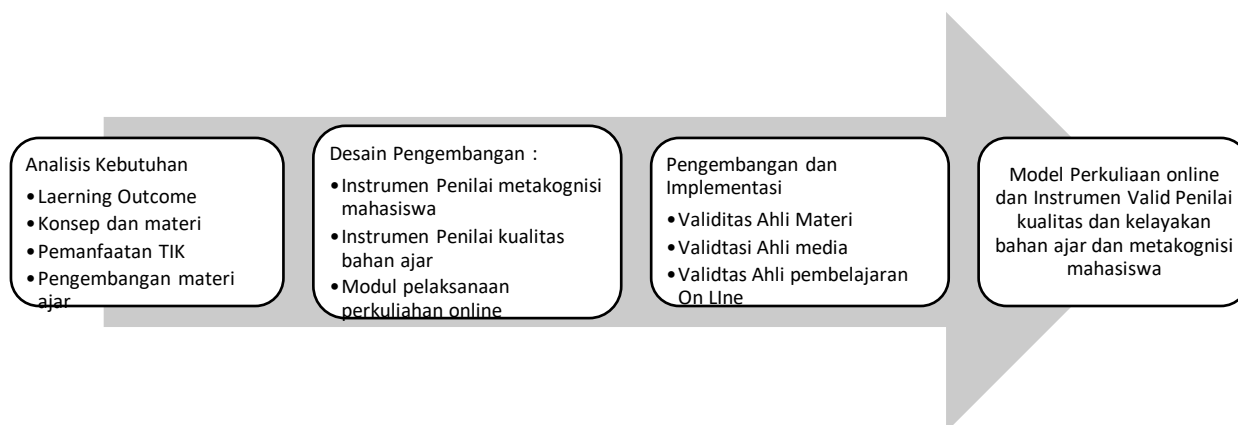 Analisis Kebutuhan
•Laerning Outcome
•Konsep dan materi
•Pemanfaatan TIK
•Pengembangan materi
ajar
Desain Pengembangan :
•Instrumen Penilai metakognisi
mahasiswa
•Instrumen Penilai kualitas
bahan ajar
•Modul pelaksanaan
perkuliahan online
Pengembangan dan
Implementasi
•Validitas Ahli Materi
•Validtasi Ahli media
•Validtas Ahli pembelajaran
On LIne
Model Perkuliaan online
dan Instrumen Valid Penilai
kualitas dan kelayakan
bahan ajar dan metakognisi
mahasiswa